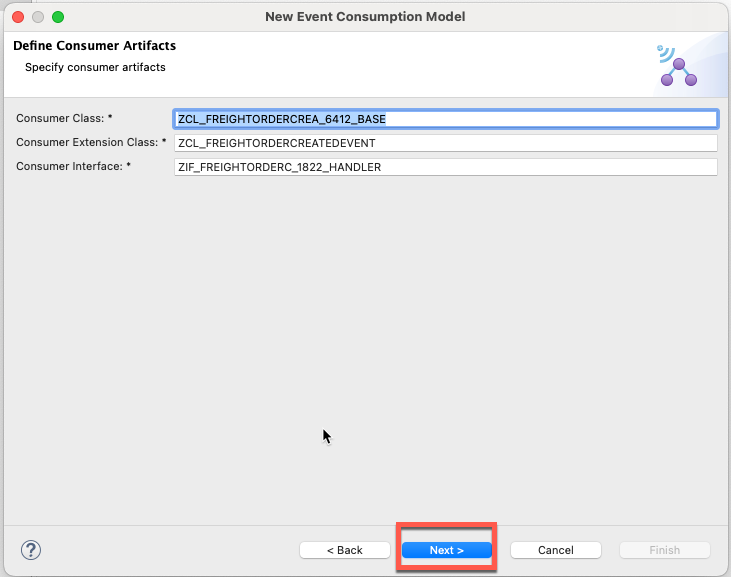 New Event Consumption Model
Define Consumer Artifacts
Specify consumer artifacts
Consumer Class: * ZCL_FREIGHTORDERCREA_6412_BASE
Consumer Extension Class: * ZCL_FREIGHTORDERCREATEDEVENT
Consumer Interface: * ZIF_FREIGHTORDERC_1822_HANDLER
? < Back Next > Cancel Finish